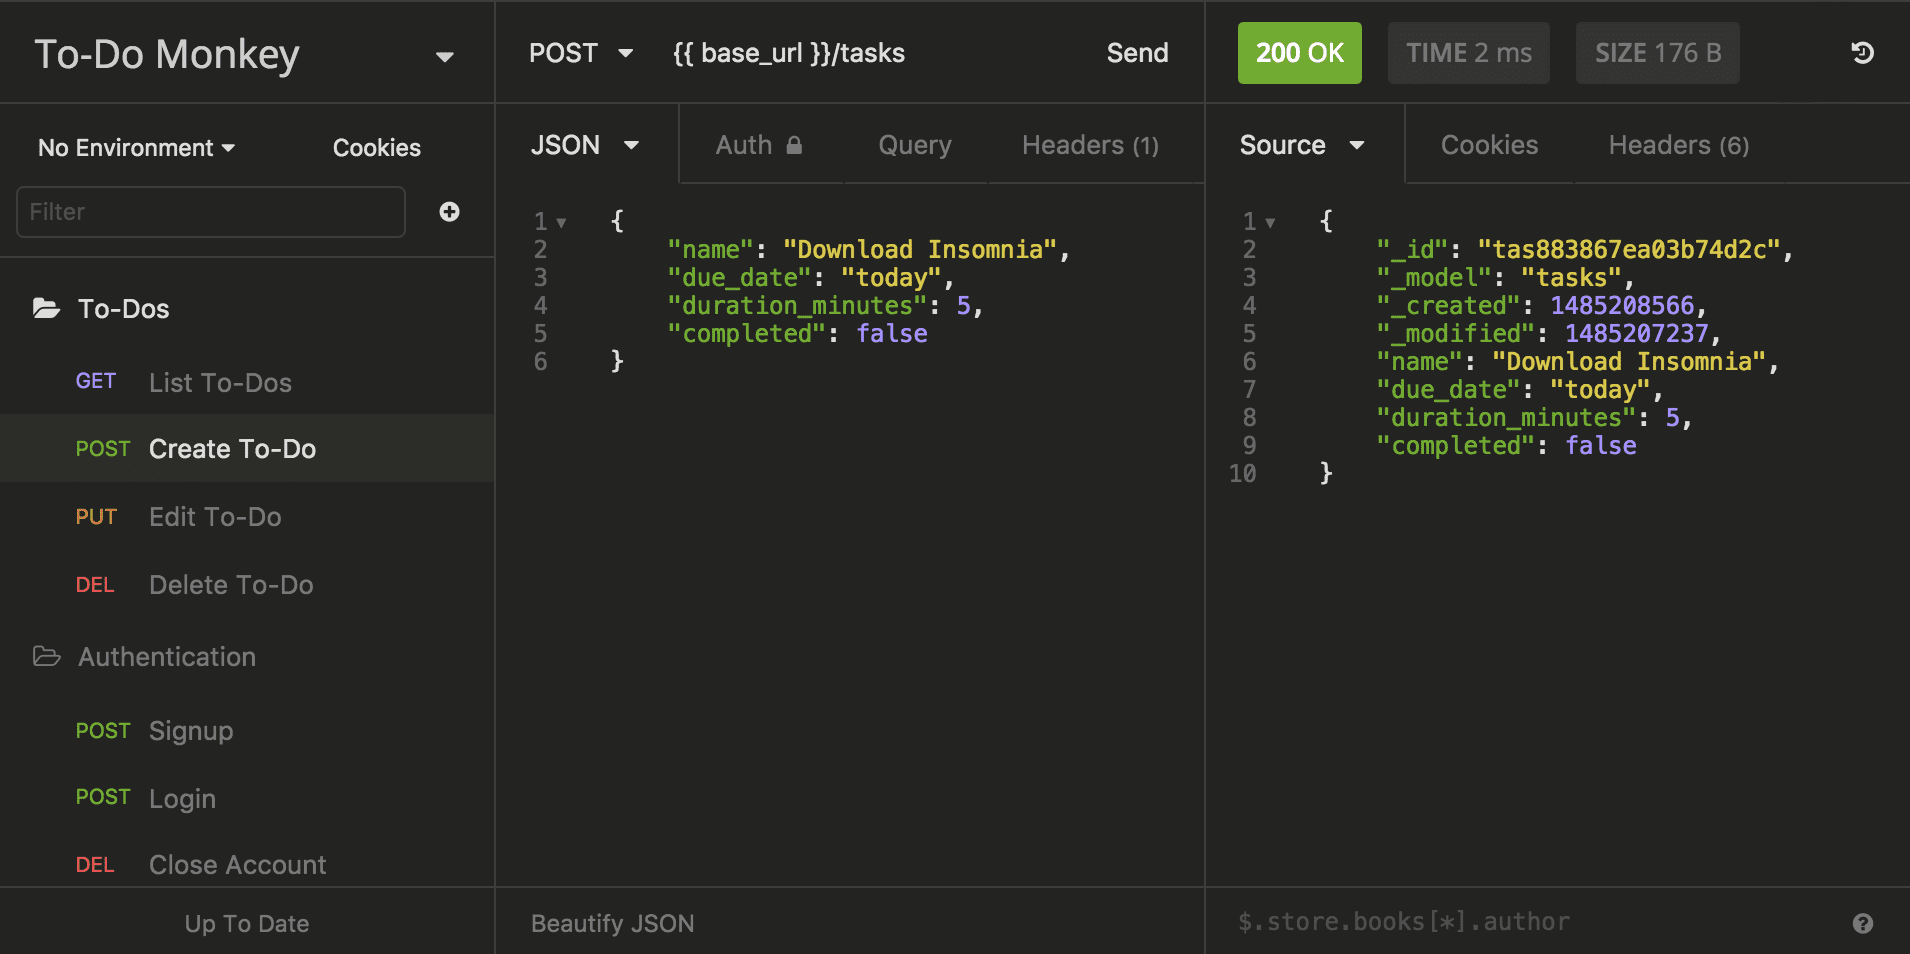 To-Do Monkey
No Environment
Cookies
Filter
To-Dos
GET List To-Dos
POST Create To-Do
PUT Edit To-Do
DEL Delete To-Do
Authentication
POST Signup
POST Login
DEL Close Account
Up To Date
POST {{ base_url }}/tasks Send
JSON Auth Query Headers (1)
1 {
2 "name": "Download Insomnia",
3 "due_date": "today",
4 "duration_minutes": 5,
5 "completed": false
6 }
Beautify JSON
200 OK TIME 2 ms SIZE 176 B
Source Cookies Headers (6)
1 {
2 "_id": "tas883867ea03b74d2c",
3 "_model": "tasks",
4 "_created": 1485208566,
5 "_modified": 1485207237,
6 "name": "Download Insomnia",
7 "due_date": "today",
8 "duration_minutes": 5,
9 "completed": false
10 }
$.store.books[*].author